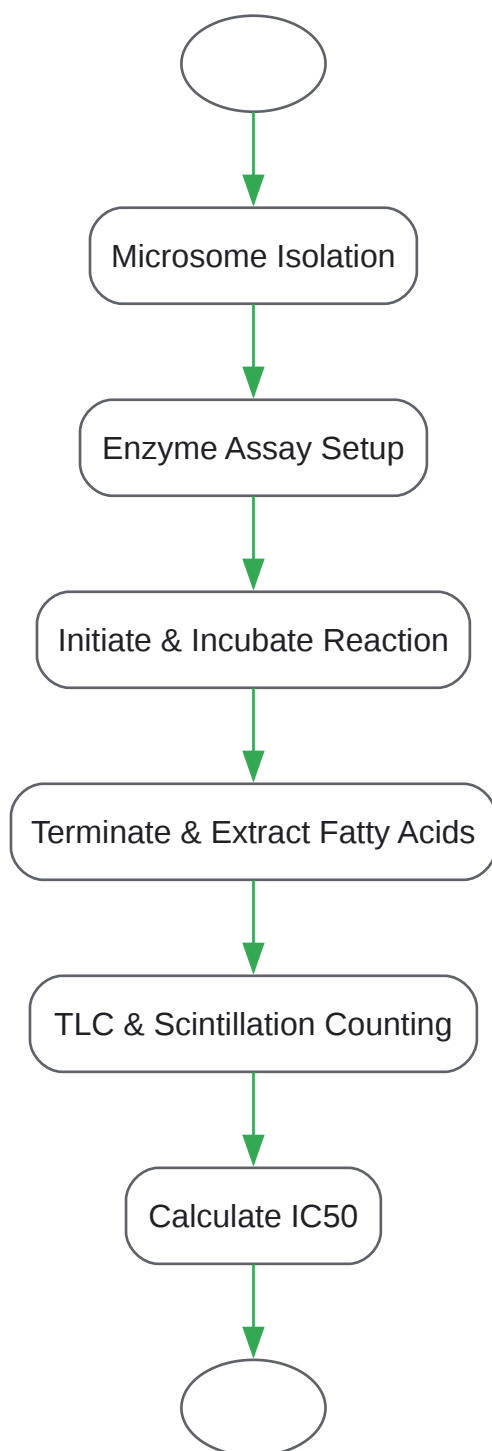 Microsome Isolation
Enzyme Assay Setup
Initiate & Incubate Reaction
Terminate & Extract Fatty Acids
TLC & Scintillation Counting
Calculate IC50